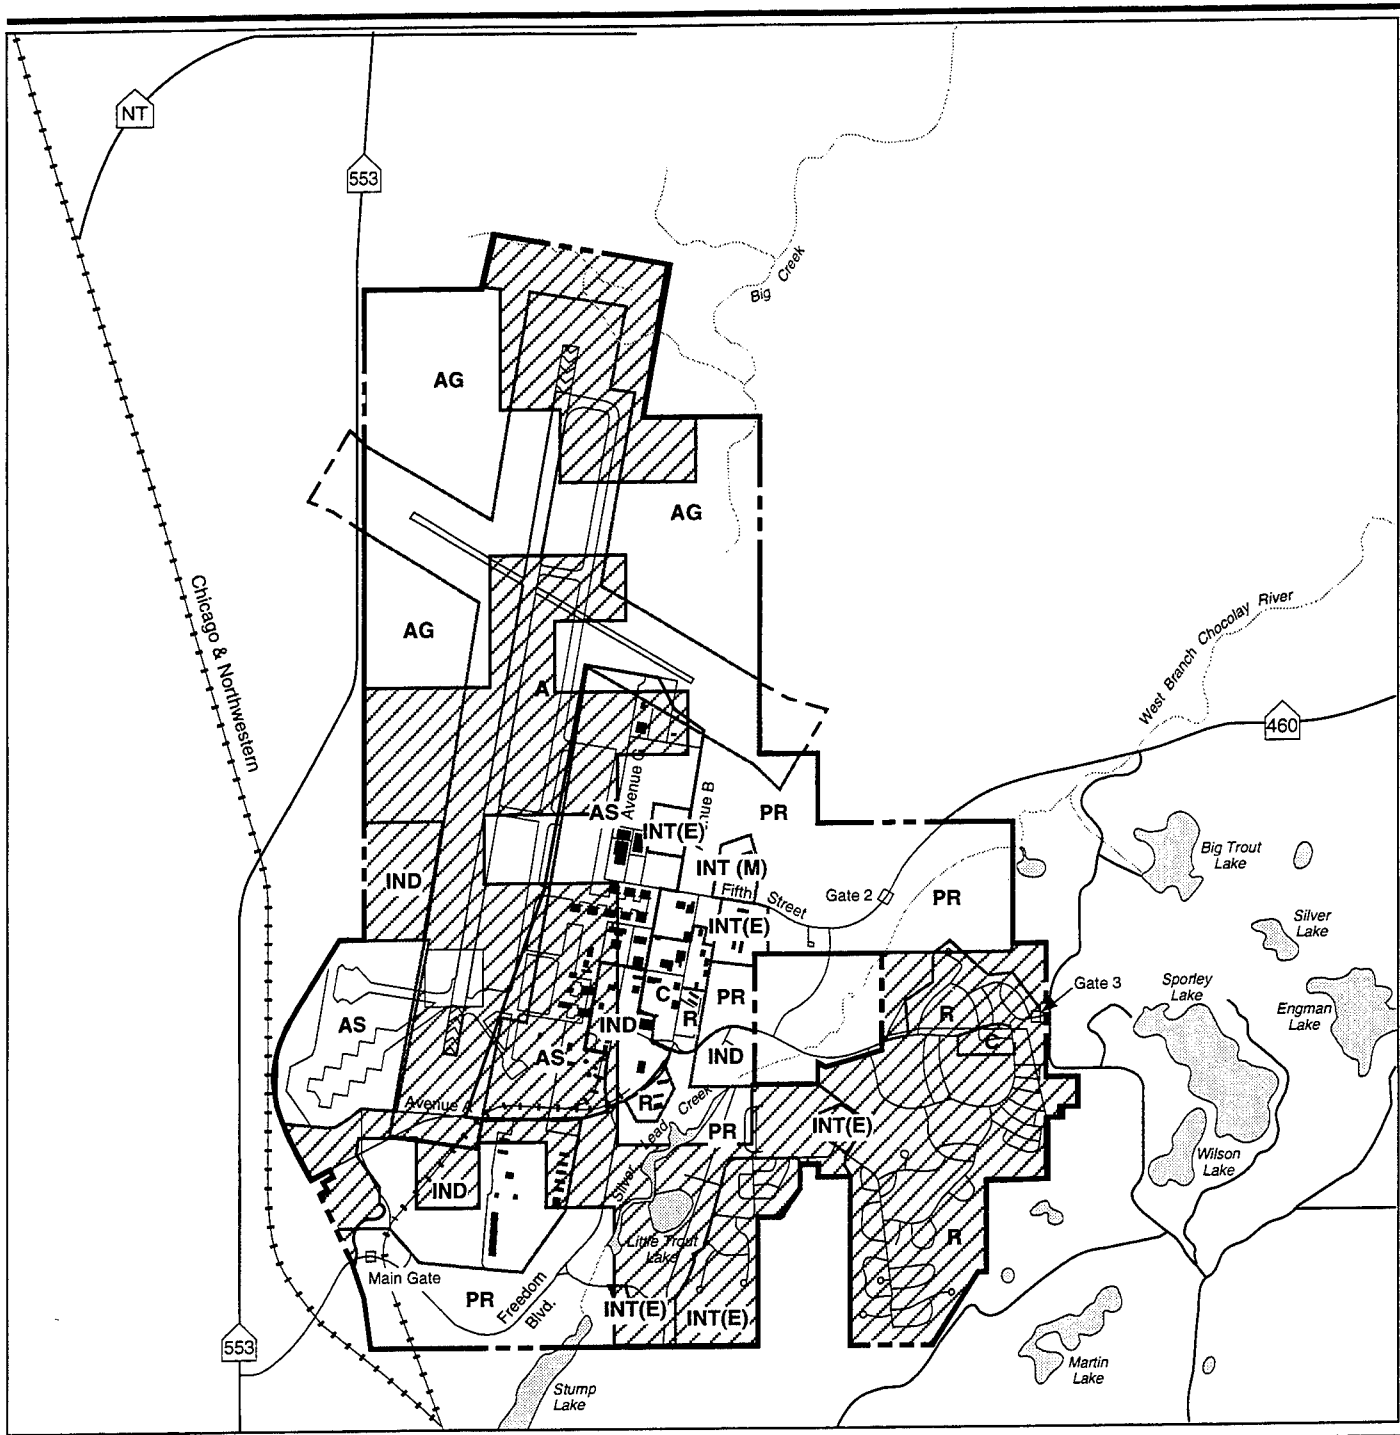 NT
553
Big Creek
AG
AG
AG
Chicago & Northwestern
West Branch Chocolay River
460
A
Avenue C
nue B
AS
INT(E)
PR
INT (M)
Fifth Street
Gate 2
PR
Big Trout
Lake
IND
INT(E)
Silver
Lake
Sporley
Lake
Gate 3
Engman
Lake
AS
C
PR
R
R
IND
IND
C
AS
R
Avenue A
Silver Lead Creek
PR
INT(E)
Wilson
Lake
IND
R
Little Trout
Lake
Main Gate
PR
Freedom
Blvd.
INT(E)
INT(E)
553
Martin
Lake
Stump
Lake